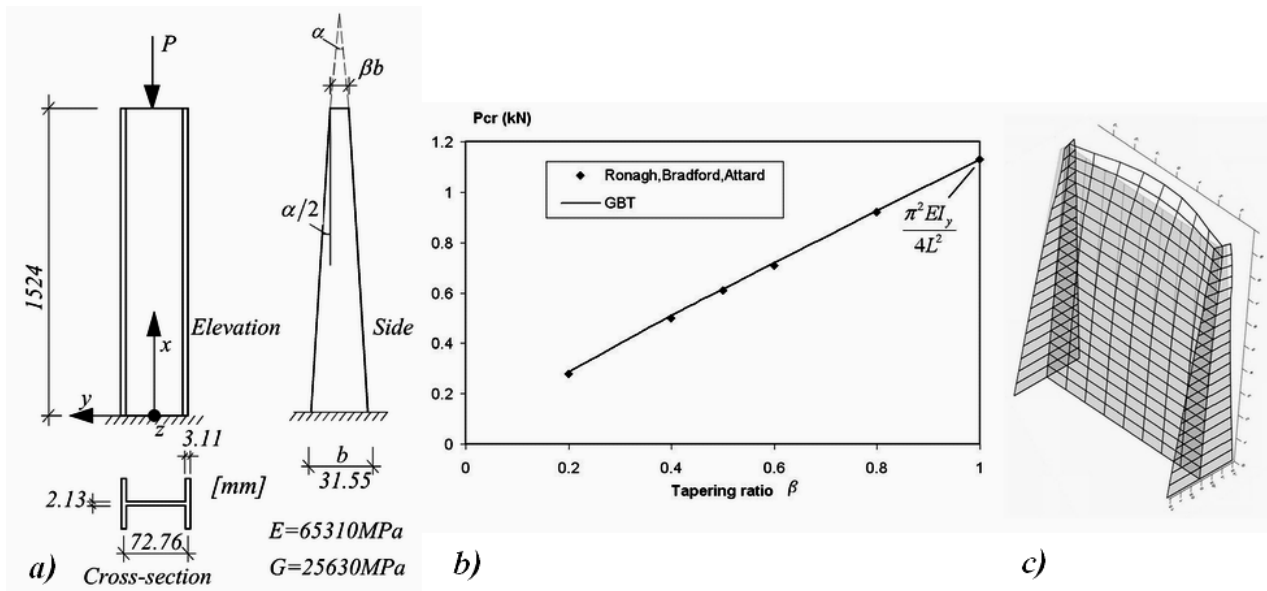 P
α
βb
α/2
1524
Elevation
Side
x
y
z
3.11
b
31.55
2.13
[mm]
72.76
E=65310MPa
G=25630MPa
a)
Cross-section
Pcr (kN)
1.2
1
0.8
0.6
0.4
0.2
0
Ronagh,Bradford,Attard
GBT
π²EI_y
4L²
0 0.2 0.4 0.6 0.8 1
Tapering ratio β
b)
c)